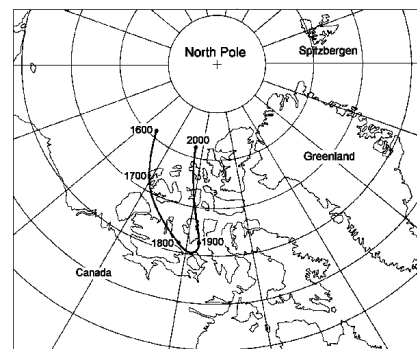 North Pole
Spitzbergen
1600
2000
Greenland
1700
1800
1900
Canada